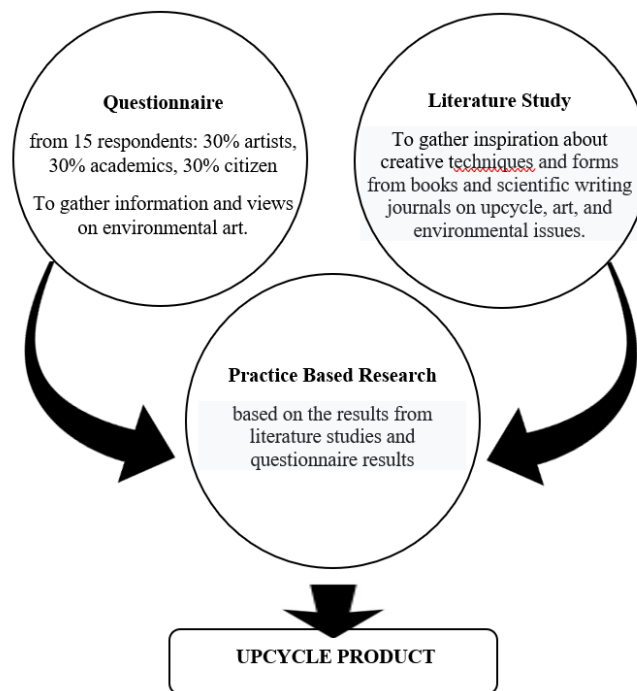 Questionnaire
from 15 respondents: 30% artists,
30% academics, 30% citizen
To gather information and views
on environmental art.
Literature Study
To gather inspiration about
creative techniques and forms
from books and scientific writing
journals on upcycle, art, and
environmental issues.
Practice Based Research
based on the results from
literature studies and
questionnaire results
UPCYCLE PRODUCT